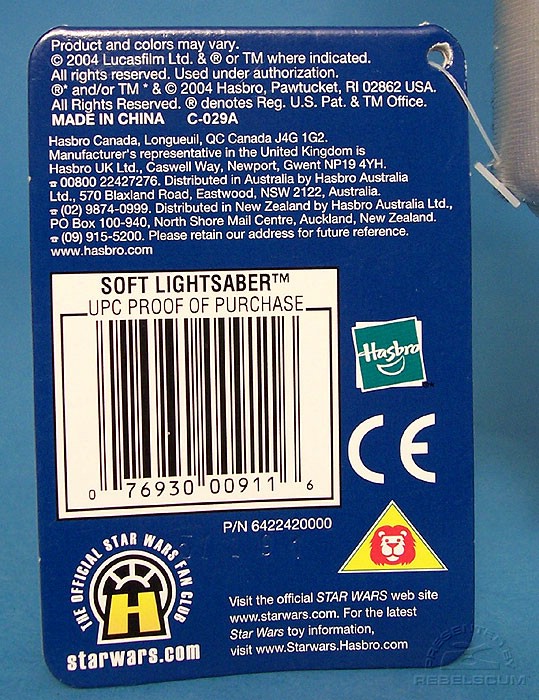 Product and colors may vary.
© 2004 Lucasfilm Ltd. & ® or TM where indicated.
All rights reserved. Used under authorization.
®* and/or TM * & © 2004 Hasbro, Pawtucket, RI 02862 USA.
All Rights Reserved. ® denotes Reg. U.S. Pat. & TM Office.
MADE IN CHINA C-029A
Hasbro Canada, Longueuil, QC Canada J4G 1G2.
Manufacturer's representative in the United Kingdom is
Hasbro UK Ltd., Caswell Way, Newport, Gwent NP19 4YH.
☎ 00800 22427276. Distributed in Australia by Hasbro Australia
Ltd., 570 Blaxland Road, Eastwood, NSW 2122, Australia.
☎ (02) 9874-0999. Distributed in New Zealand by Hasbro Australia Ltd.,
PO Box 100-940, North Shore Mail Centre, Auckland, New Zealand.
☎ (09) 915-5200. Please retain our address for future reference.
www.hasbro.com
SOFT LIGHTSABER™
UPC PROOF OF PURCHASE
0 76930 00911 6
Hasbro
CE
P/N 6422420000
THE OFFICIAL STAR WARS FAN CLUB
H
starwars.com
Visit the official STAR WARS web site
www.starwars.com. For the latest
Star Wars toy information,
visit www.Starwars.Hasbro.com
PRESENTED BY
REBELSCUM